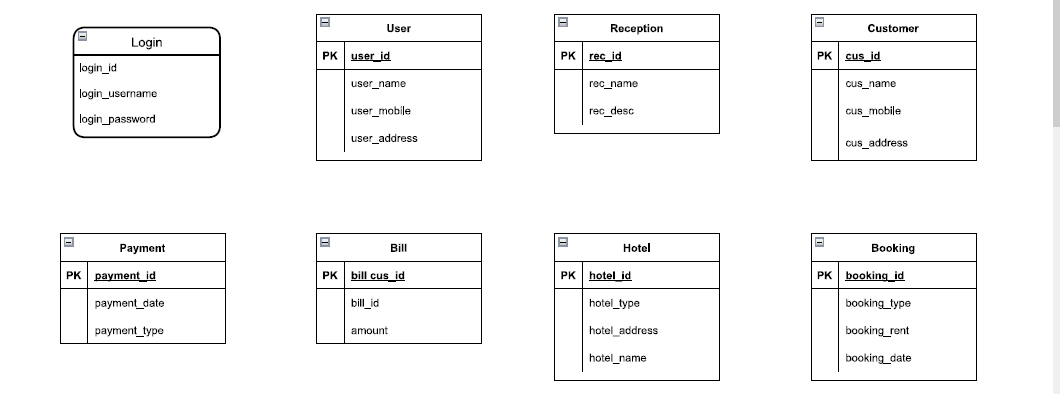 Login
login_id
login_username
login_password
User
PK user_id
user_name
user_mobile
user_address
Reception
PK rec_id
rec_name
rec_desc
Customer
PK cus_id
cus_name
cus_mobile
cus_address
Payment
PK payment_id
payment_date
payment_type
Bill
PK bill cus_id
bill_id
amount
Hotel
PK hotel_id
hotel_type
hotel_address
hotel_name
Booking
PK booking_id
booking_type
booking_rent
booking_date